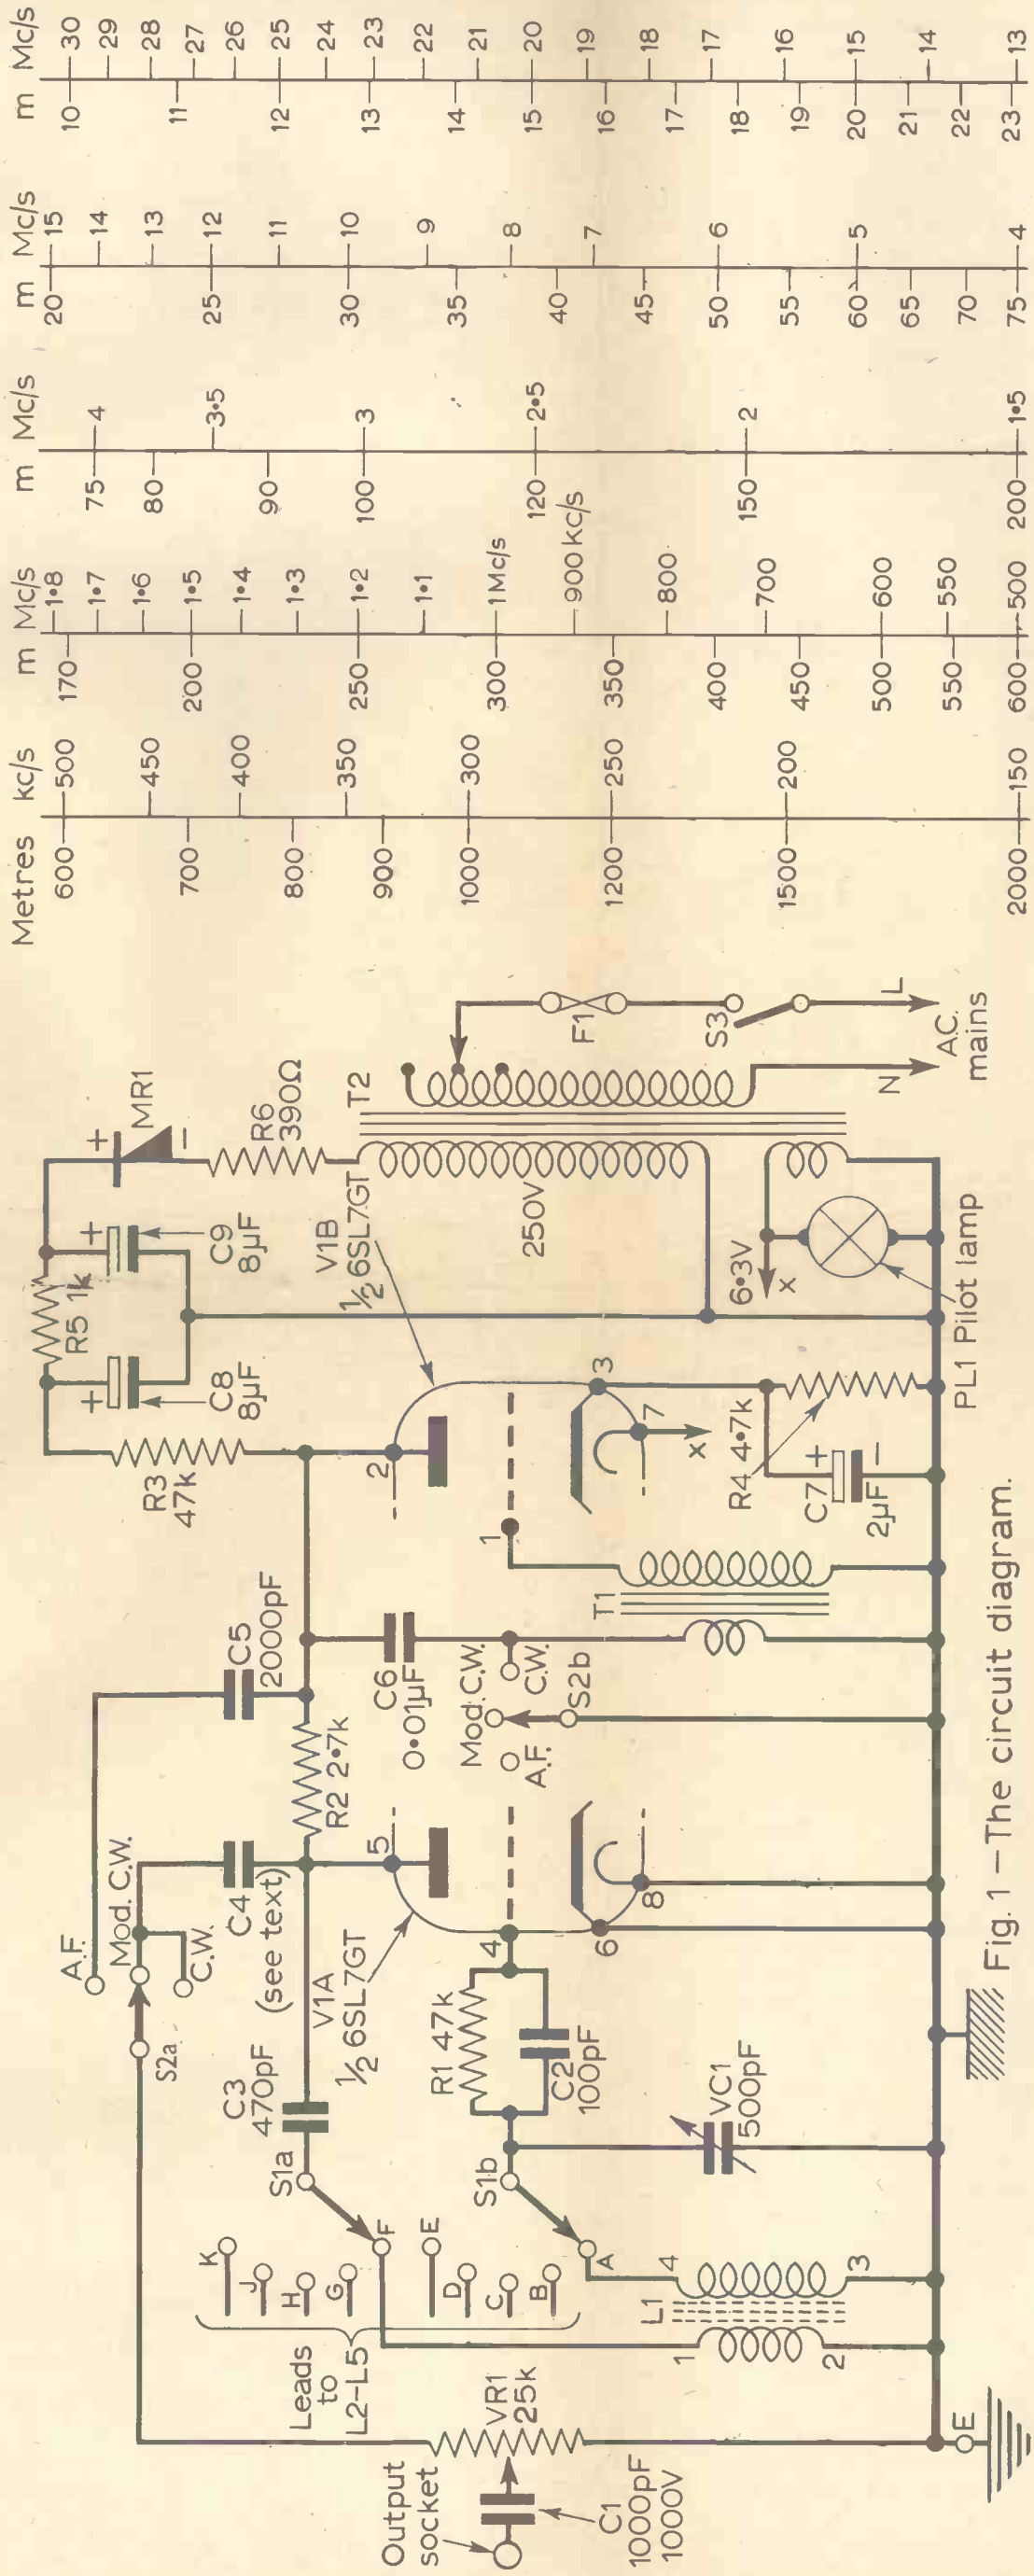 A.F.
Mod. C.W.
C.W.
S2a
C5
2000pF
C4
(see text)
R3
47k
C8
8µF
R5 1k
C9
8µF
MR1
R6
390Ω
T2
C3
470pF
S1a
V1A
½ 6SL7GT
5
R2 2•7k
C6
0•01µF
2
V1B
½ 6SL7GT
250V
K
J
H
G
F
E
D
C
B
A
Leads
to
L2-L5
S1b
R1 47k
C2
100pF
4
6
8
Mod. C.W.
C.W.
A.F.
S2b
1
3
7
x
T1
R4 4•7k
C7
2µF
6•3V
x
PL1 Pilot lamp
F1
S3
N
L
A.C.
mains
Output
socket
C1
1000pF
1000V
VR1
25k
1
2
L1
4
3
VC1
500pF
E
Fig. 1 — The circuit diagram.
Metres kc/s
600 500
450
700
400
800
350
900
1000 300
1200 250
1500 200
2000 150
m Mc/s
1•8
170
1•7
1•6
200 1•5
1•4
1•3
250 1•2
1•1
300 1Mc/s
900kc/s
350
800
400
700
450
500 600
550 550
600 500
m Mc/s
75 4
80
3•5
90
100 3
120 2•5
150 2
200 1•5
m Mc/s
20 15
14
13
25 12
11
30 10
9
35
8
40
7
45
50 6
55
60 5
65
70
75 4
m Mc/s
10 30
29
28
11 27
26
12 25
24
13 23
22
14
21
15 20
19
16
18
17
17
18
16
19
20 15
21
14
22
23 13